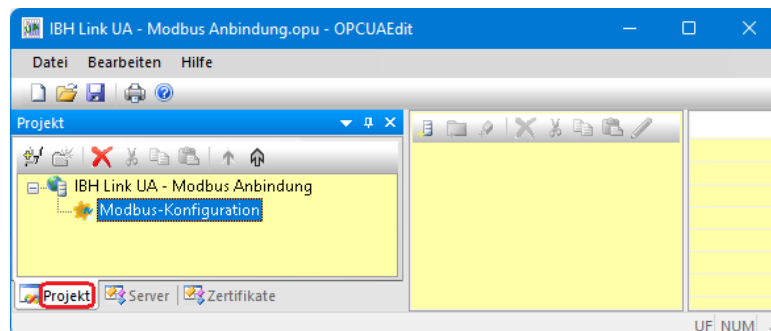 IBH Link UA - Modbus Anbindung.opu - OPCUAEdit
Datei Bearbeiten Hilfe
Projekt
IBH Link UA - Modbus Anbindung
Modbus-Konfiguration
Projekt Server Zertifikate
UF NUM